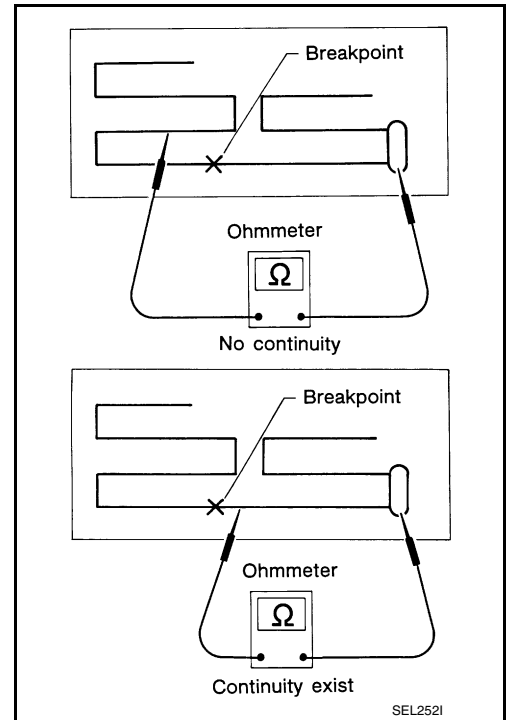 Breakpoint
Ohmmeter
Ω
No continuity
Breakpoint
Ohmmeter
Ω
Continuity exist
SEL252I